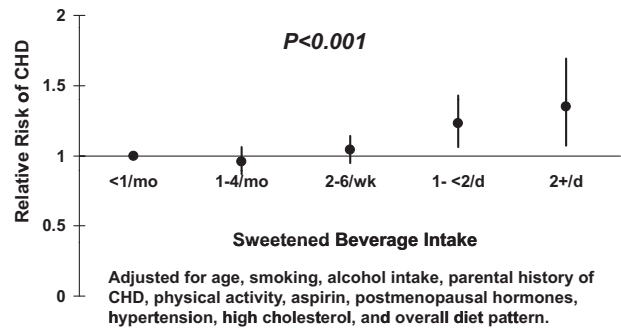 2
P<0.001
1.5
Relative Risk of CHD
1
<1/mo 1-4/mo 2-6/wk 1- <2/d 2+/d
0.5
Sweetened Beverage Intake
Adjusted for age, smoking, alcohol intake, parental history of
0 CHD, physical activity, aspirin, postmenopausal hormones,
hypertension, high cholesterol, and overall diet pattern.